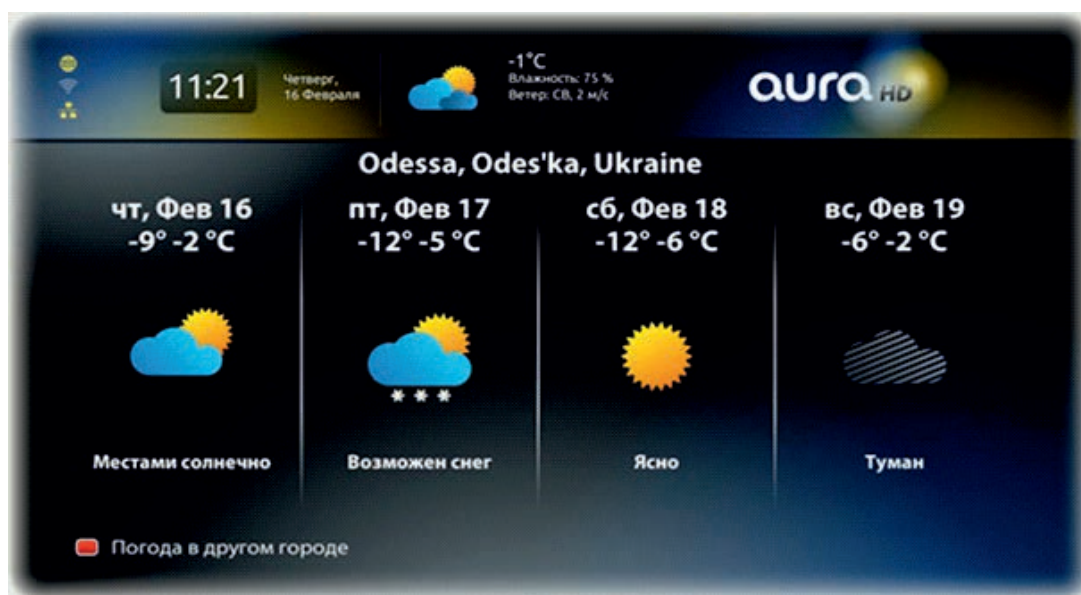 11:21
Четверг,
16 Февраля
-1°C
Влажность: 75 %
Ветер: СВ, 2 м/с
aura HD
Odessa, Odes'ka, Ukraine
чт, Фев 16
-9° -2 °C
пт, Фев 17
-12° -5 °C
сб, Фев 18
-12° -6 °C
вс, Фев 19
-6° -2 °C
Местами солнечно
Возможен снег
Ясно
Туман
Погода в другом городе